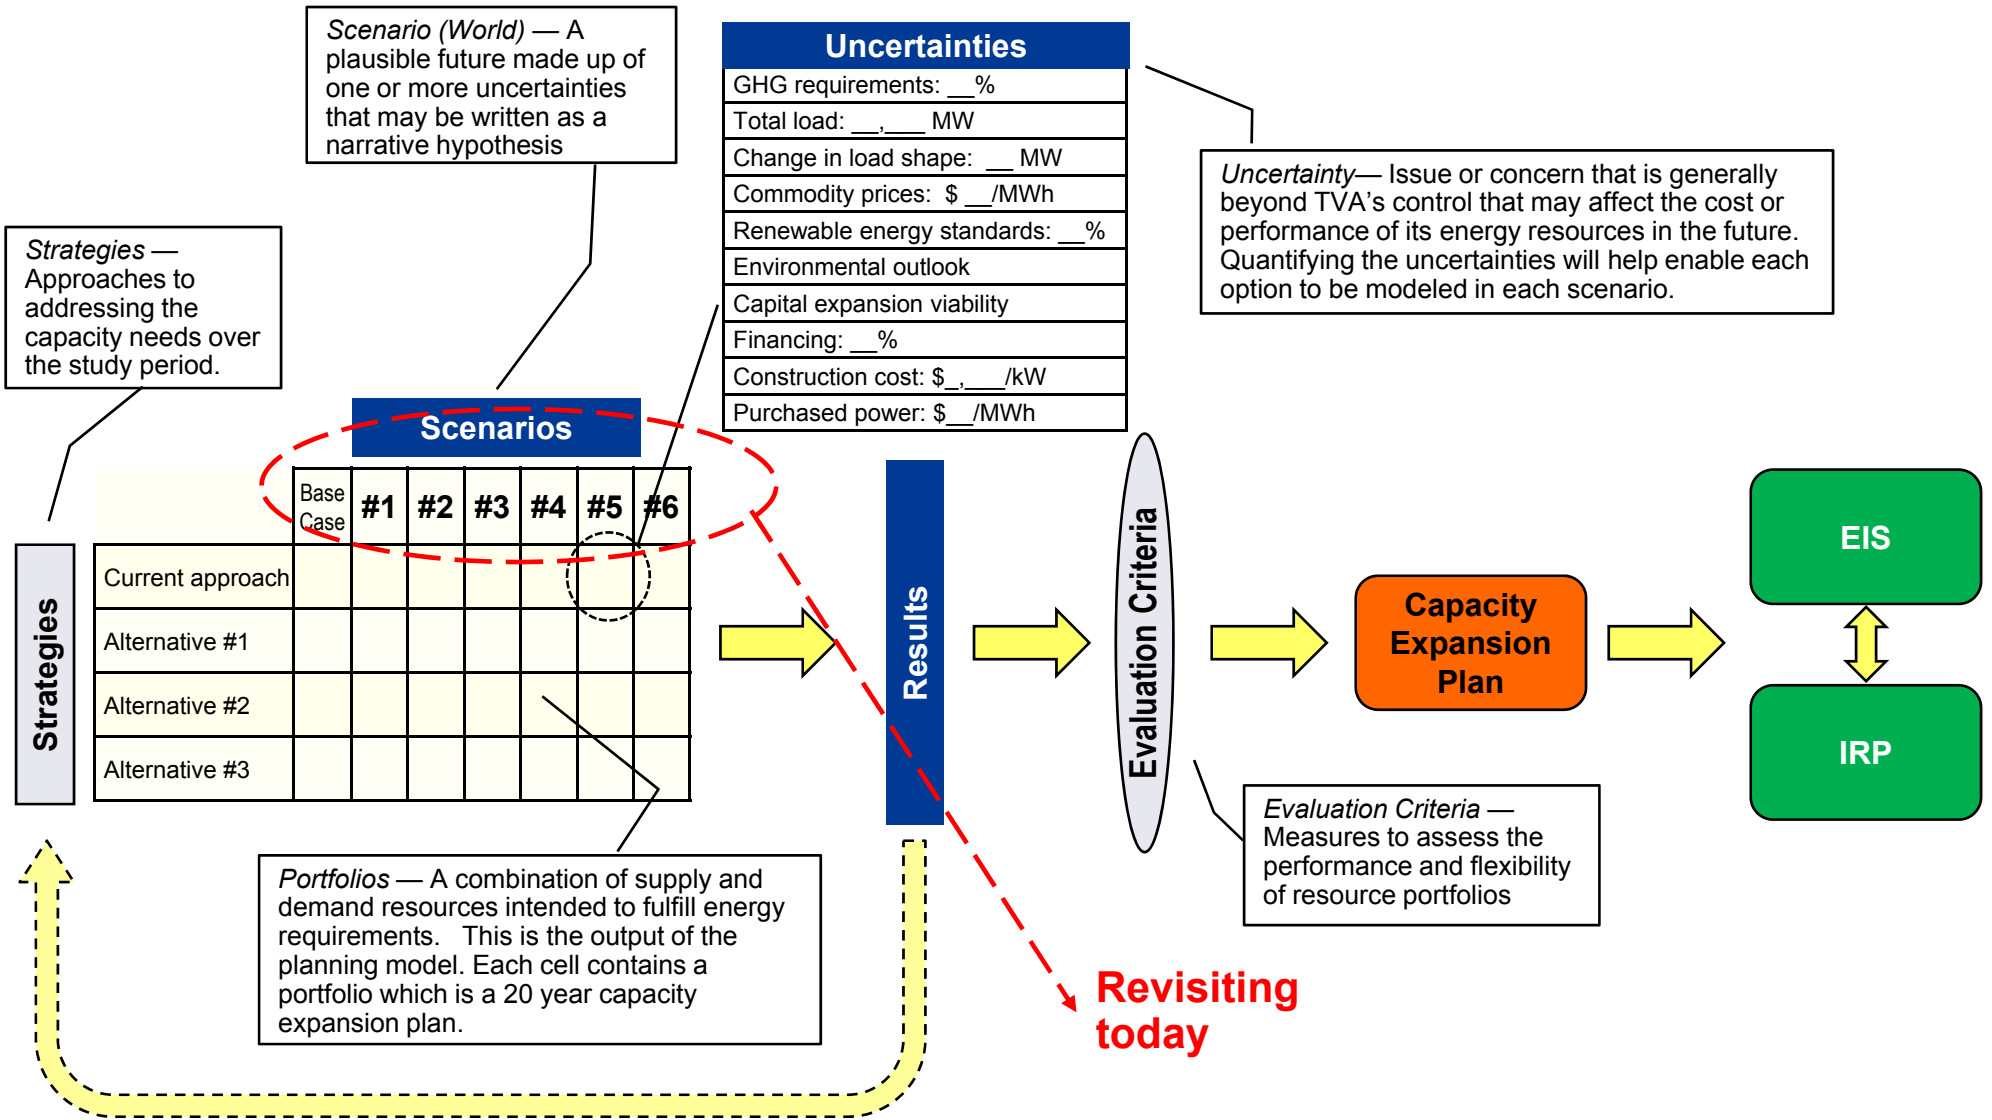 Scenario (World) — A
plausible future made up of
one or more uncertainties
that may be written as a
narrative hypothesis
Uncertainties
GHG requirements: __%
Total load: __,___ MW
Change in load shape: __ MW
Commodity prices: $ __/MWh
Renewable energy standards: __%
Environmental outlook
Capital expansion viability
Financing: __%
Construction cost: $_,___/kW
Purchased power: $__/MWh
Uncertainty— Issue or concern that is generally
beyond TVA's control that may affect the cost or
performance of its energy resources in the future.
Quantifying the uncertainties will help enable each
option to be modeled in each scenario.
Strategies —
Approaches to
addressing the
capacity needs over
the study period.
Scenarios
Base
Case
#1 #2 #3 #4 #5 #6
Strategies
Current approach
Alternative #1
Alternative #2
Alternative #3
Results
Evaluation Criteria
Capacity
Expansion
Plan
EIS
IRP
Evaluation Criteria —
Measures to assess the
performance and flexibility
of resource portfolios
Portfolios — A combination of supply and
demand resources intended to fulfill energy
requirements. This is the output of the
planning model. Each cell contains a
portfolio which is a 20 year capacity
expansion plan.
Revisiting
today